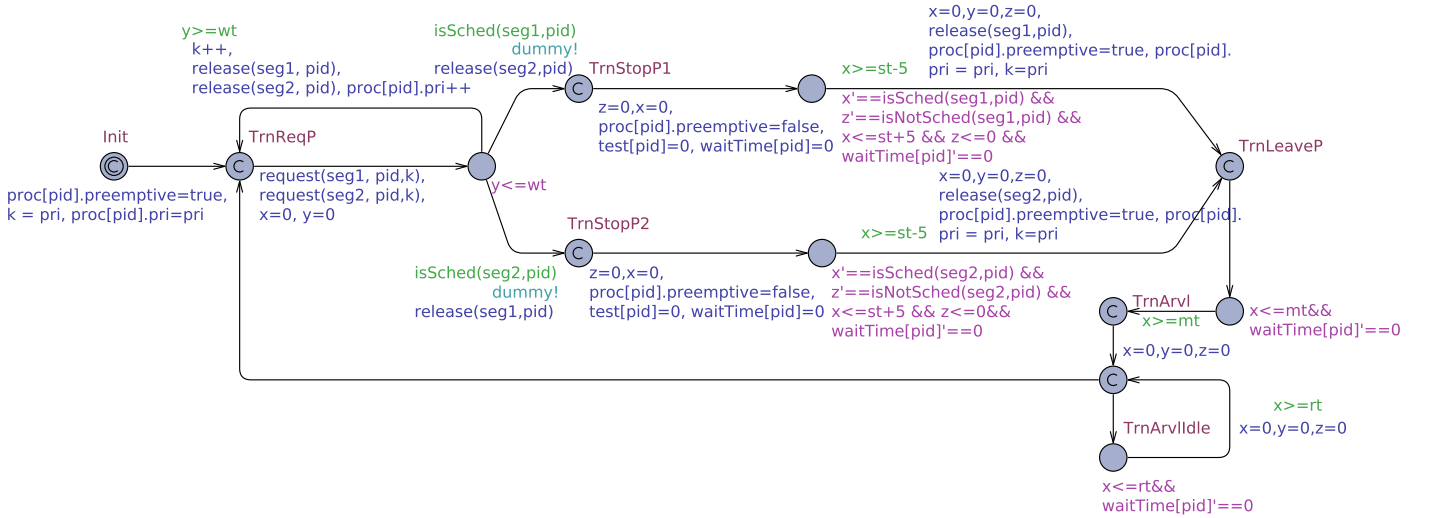 y>=wt
k++,
release(seg1, pid),
release(seg2, pid), proc[pid].pri++
isSched(seg1,pid)
dummy!
release(seg2,pid)
TrnStopP1
z=0,x=0,
proc[pid].preemptive=false,
test[pid]=0, waitTime[pid]=0
x=0,y=0,z=0,
release(seg1,pid),
proc[pid].preemptive=true, proc[pid].
pri = pri, k=pri
x>=st-5
x'==isSched(seg1,pid) &&
z'==isNotSched(seg1,pid) &&
x<=st+5 && z<=0 &&
waitTime[pid]'==0
Init
C
proc[pid].preemptive=true,
k = pri, proc[pid].pri=pri
TrnReqP
C
request(seg1, pid,k),
request(seg2, pid,k),
x=0, y=0
y<=wt
C
TrnLeaveP
C
x=0,y=0,z=0,
release(seg2,pid),
proc[pid].preemptive=true, proc[pid].
pri = pri, k=pri
x>=st-5
TrnStopP2
C
isSched(seg2,pid)
dummy!
release(seg1,pid)
z=0,x=0,
proc[pid].preemptive=false,
test[pid]=0, waitTime[pid]=0
x'==isSched(seg2,pid) &&
z'==isNotSched(seg2,pid) &&
x<=st+5 && z<=0&&
waitTime[pid]'==0
TrnArvl
C
x>=mt
x<=mt&&
waitTime[pid]'==0
x=0,y=0,z=0
C
x>=rt
x=0,y=0,z=0
TrnArvlIdle
x<=rt&&
waitTime[pid]'==0